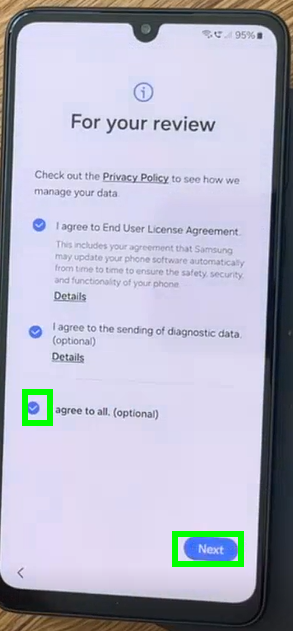 95%
For your review
Check out the Privacy Policy to see how we
manage your data.
I agree to End User License Agreement.
This includes your agreement that Samsung
may update your phone software automatically
from time to time to ensure the safety, security,
and functionality of your phone.
Details
I agree to the sending of diagnostic data.
(optional)
Details
agree to all. (optional)
Next